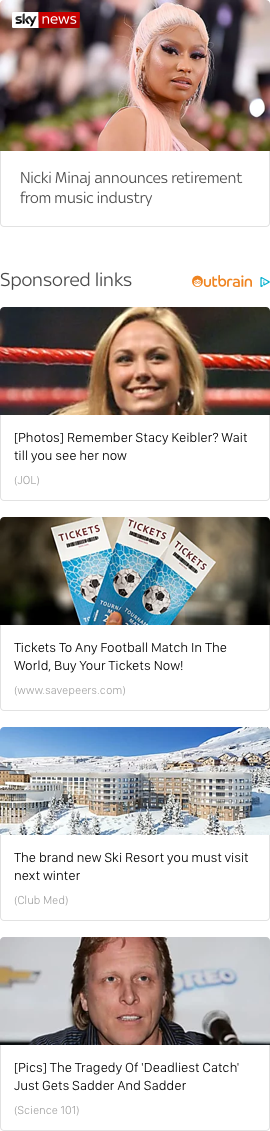 sky news
Nicki Minaj announces retirement
from music industry
Sponsored links
Outbrain
[Photos] Remember Stacy Keibler? Wait
till you see her now
(JOL)
TICKETS
TICKETS
TICKETS
Tickets To Any Football Match In The
World, Buy Your Tickets Now!
(www.savepeers.com)
The brand new Ski Resort you must visit
next winter
(Club Med)
OREO
[Pics] The Tragedy Of 'Deadliest Catch'
Just Gets Sadder And Sadder
(Science 101)